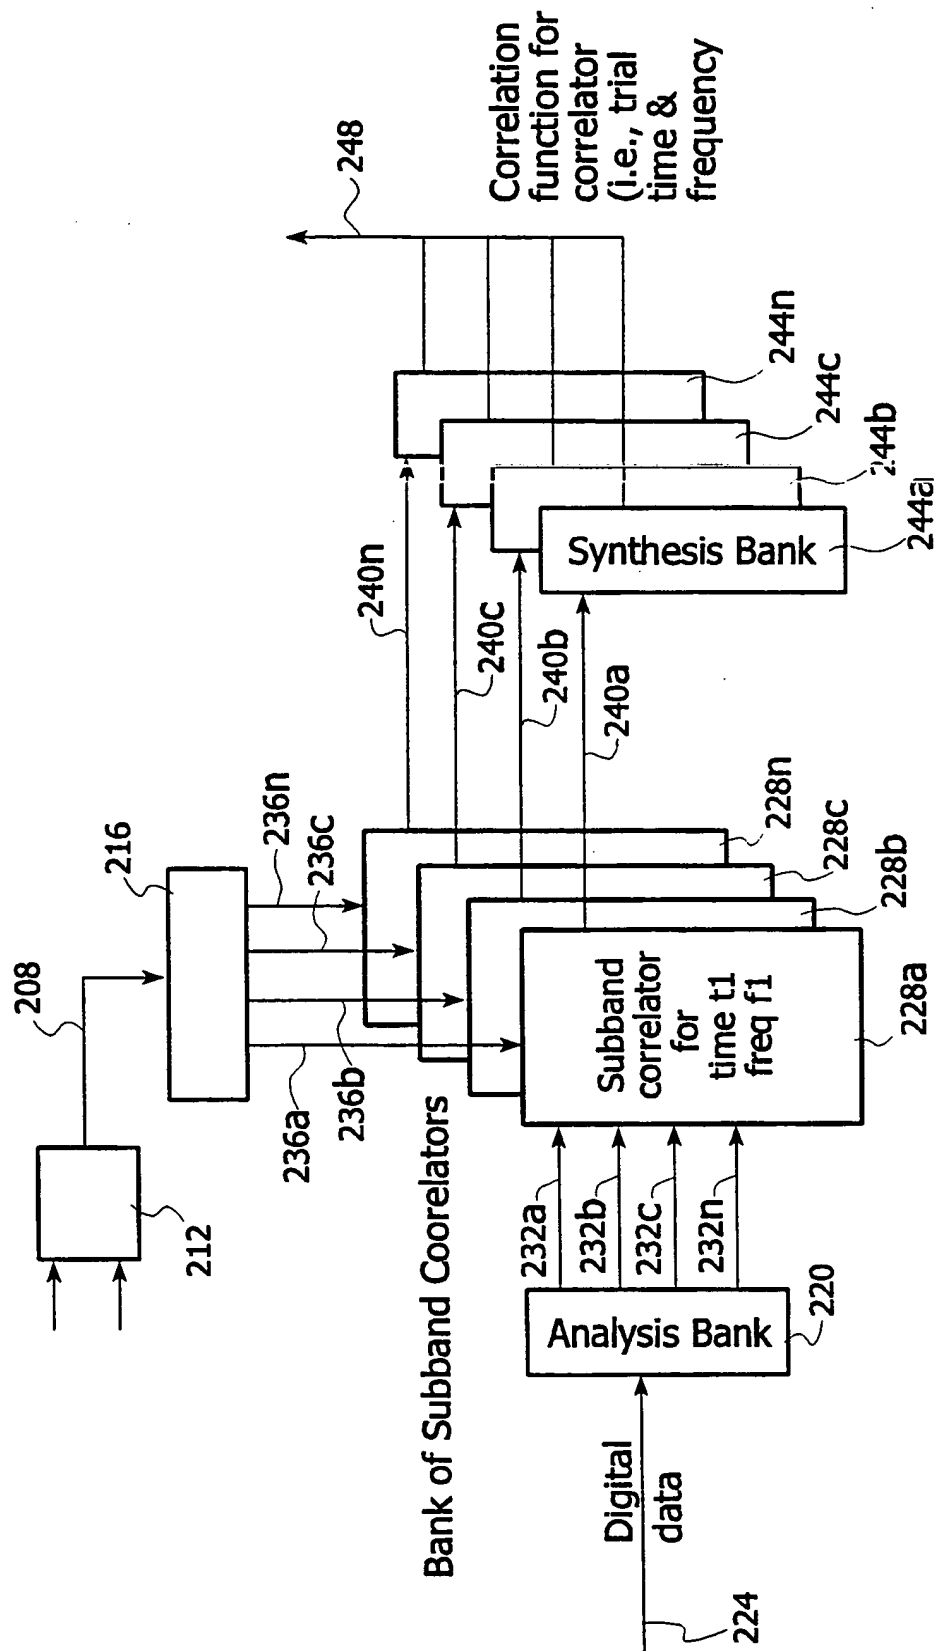 208
216
212
236n
236c
236a
236b
Bank of Subband Coorelators
240n
240c
240b
240a
248
Correlation
function for
correlator
(i.e., trial
time &
frequency
244n
244c
244b
244a
Synthesis Bank
228n
228c
228b
228a
Subband
correlator
for
time t1
freq f1
232a
232b
232c
232n
Analysis Bank
220
Digital
data
224